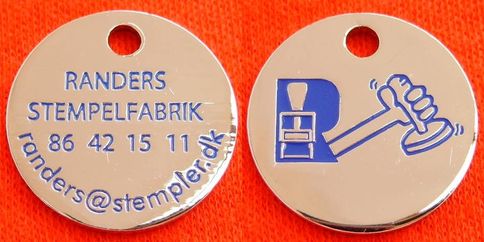 RANDERS
STEMPELFABRIK
86 42 15 11
randers@stempler.dk
R